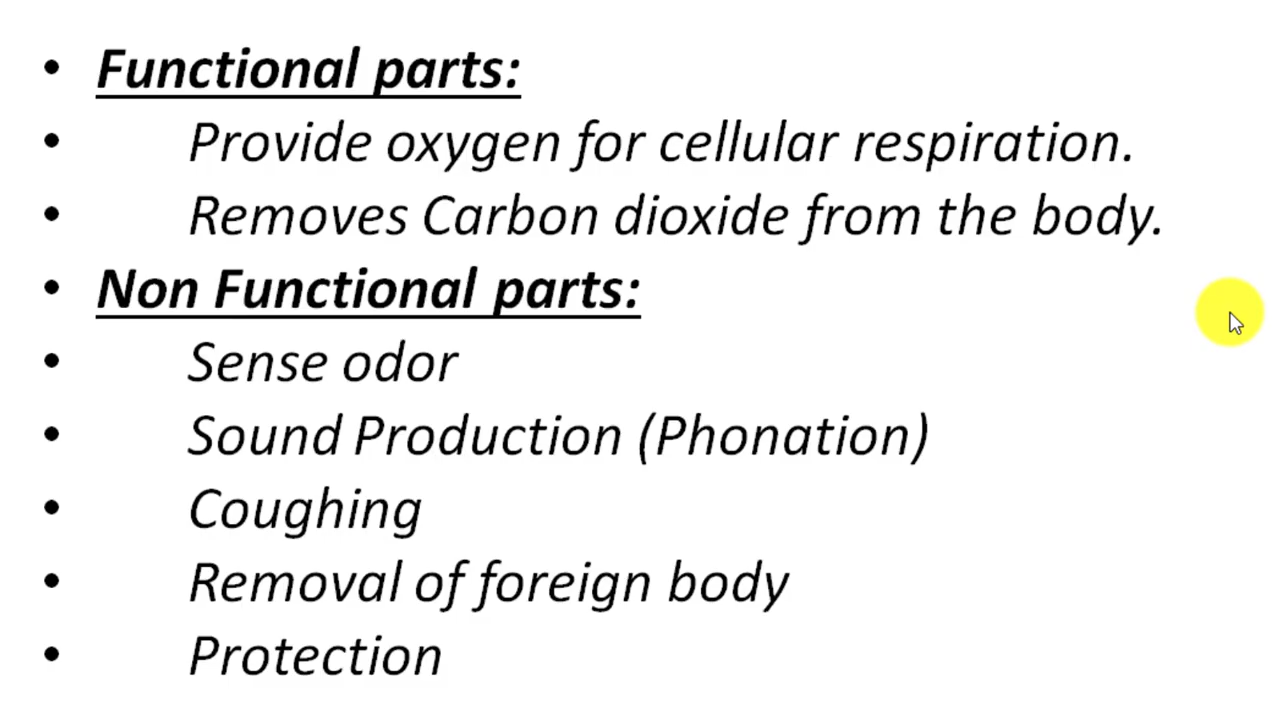 • Functional parts:
• Provide oxygen for cellular respiration.
• Removes Carbon dioxide from the body.
• Non Functional parts:
• Sense odor
• Sound Production (Phonation)
• Coughing
• Removal of foreign body
• Protection